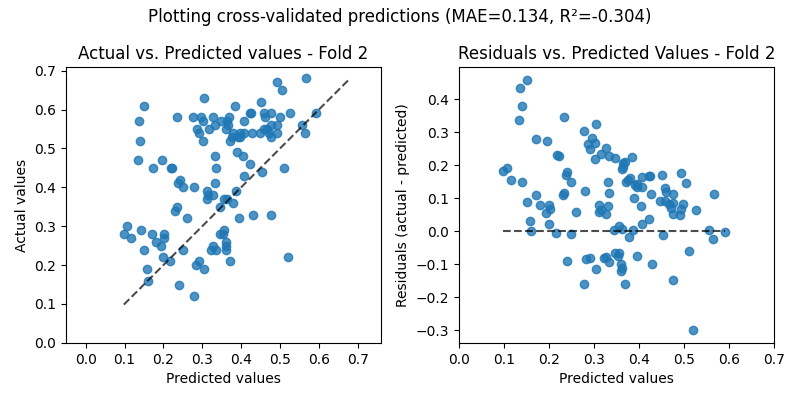 Plotting cross-validated predictions (MAE=0.134, R²=-0.304)
Actual vs. Predicted values - Fold 2
Actual values
0.7
0.6
0.5
0.4
0.3
0.2
0.1
0.0
0.0 0.1 0.2 0.3 0.4 0.5 0.6 0.7
Predicted values
Residuals vs. Predicted Values - Fold 2
Residuals (actual - predicted)
0.4
0.3
0.2
0.1
0.0
−0.1
−0.2
−0.3
0.0 0.1 0.2 0.3 0.4 0.5 0.6 0.7
Predicted values